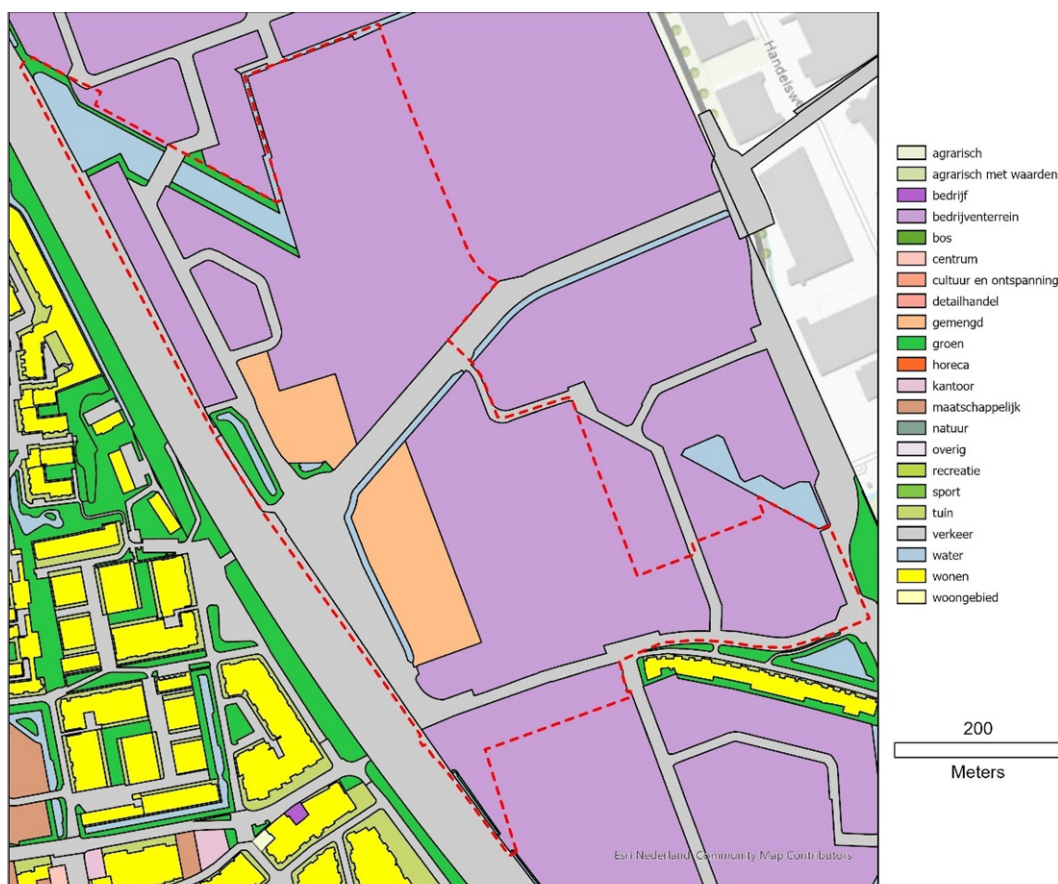 Handelswe
agrarisch
agrarisch met waarden
bedrijf
bedrijventerrein
bos
centrum
cultuur en ontspanning
detailhandel
gemengd
groen
horeca
kantoor
maatschappelijk
natuur
overig
recreatie
sport
tuin
verkeer
water
wonen
woongebied
200
Meters
Esri Nederland, Community Map Contributors